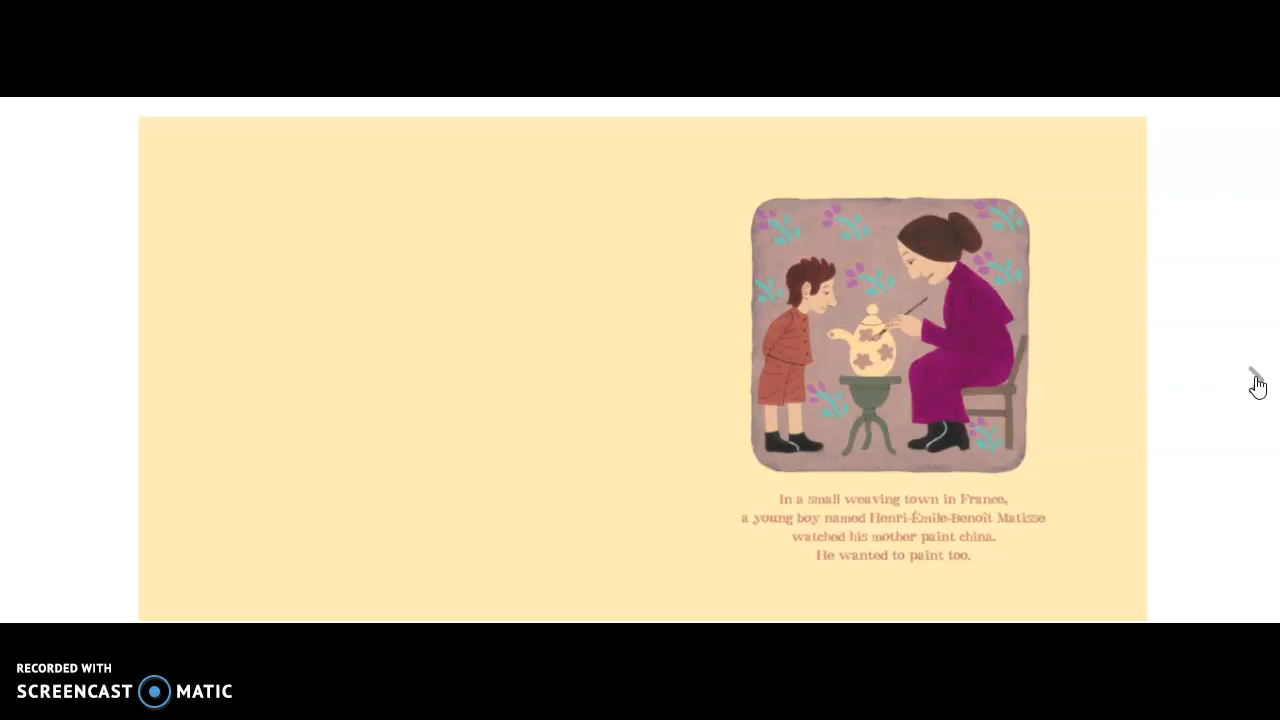 In a small weaving town in France,
a young boy named Henri-Émile-Benoît Matisse
watched his mother paint china.
He wanted to paint too.
RECORDED WITH
SCREENCAST MATIC